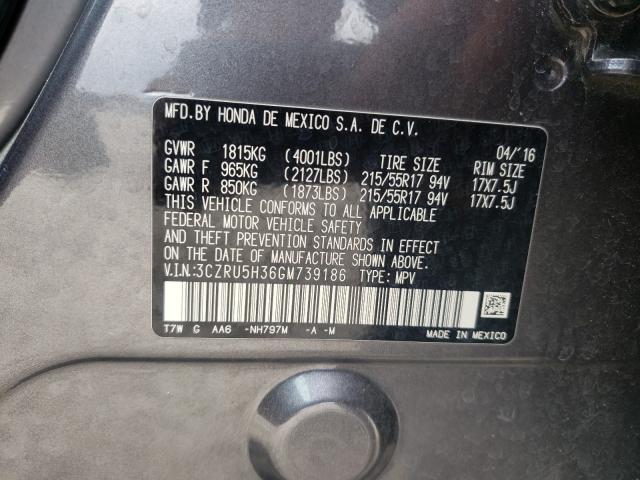 MFD.BY HONDA DE MEXICO S.A. DE C.V.
04/'16
GVWR 1815KG (4001LBS) TIRE SIZE RIM SIZE
GAWR F 965KG (2127LBS) 215/55R17 94V 17X7.5J
GAWR R 850KG (1873LBS) 215/55R17 94V 17X7.5J
THIS VEHICLE CONFORMS TO ALL APPLICABLE
FEDERAL MOTOR VEHICLE SAFETY
AND THEFT PREVENTION STANDARDS IN EFFECT
ON THE DATE OF MANUFACTURE SHOWN ABOVE.
V.I.N:3CZRU5H36GM739186 TYPE: MPV
T7W G AA6 -NH797M -A -M
MADE IN MEXICO